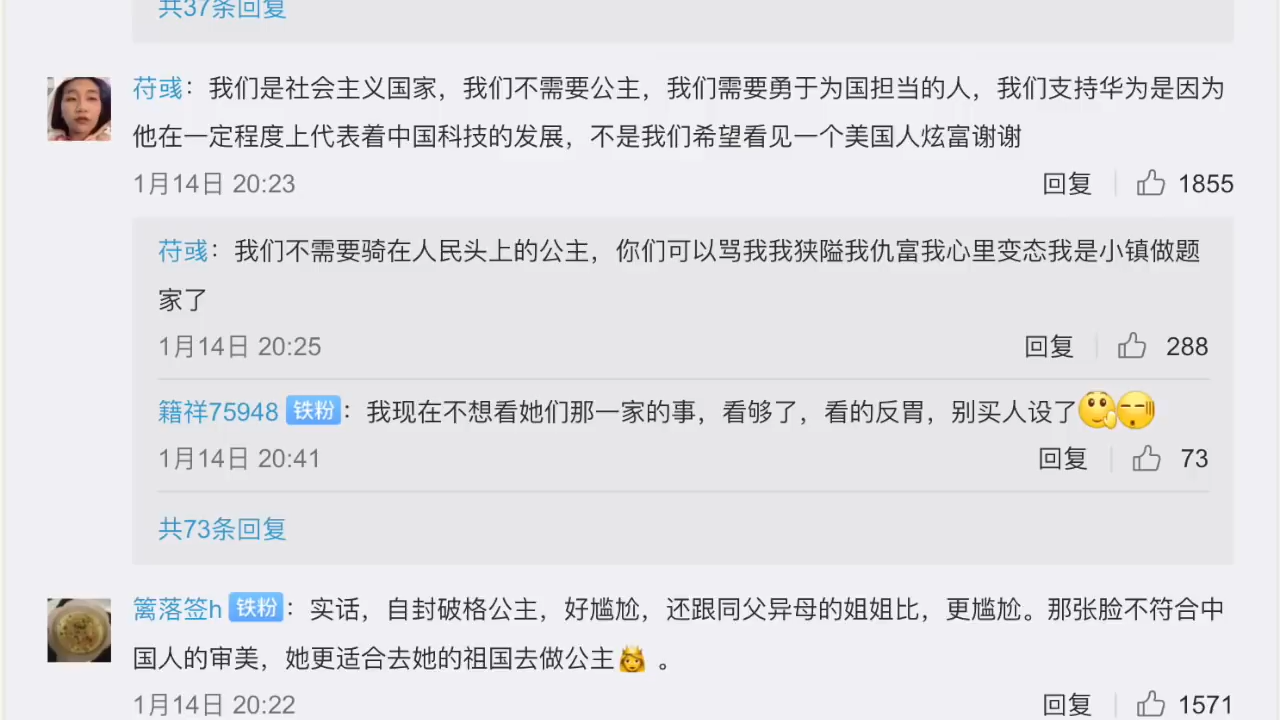 共37条回复
苻彧：我们是社会主义国家，我们不需要公主，我们需要勇于为国担当的人，我们支持华为是因为
他在一定程度上代表着中国科技的发展，不是我们希望看见一个美国人炫富谢谢
1月14日 20:23 回复 1855
苻彧：我们不需要骑在人民头上的公主，你们可以骂我我狭隘我仇富我心里变态我是小镇做题
家了
1月14日 20:25 回复 288
籍祥75948 铁粉：我现在不想看她们那一家的事，看够了，看的反胃，别买人设了
1月14日 20:41 回复 73
共73条回复
篱落签h 铁粉：实话，自封破格公主，好尴尬，还跟同父异母的姐姐比，更尴尬。那张脸不符合中
国人的审美，她更适合去她的祖国去做公主👸。
1月14日 20:22 回复 1571